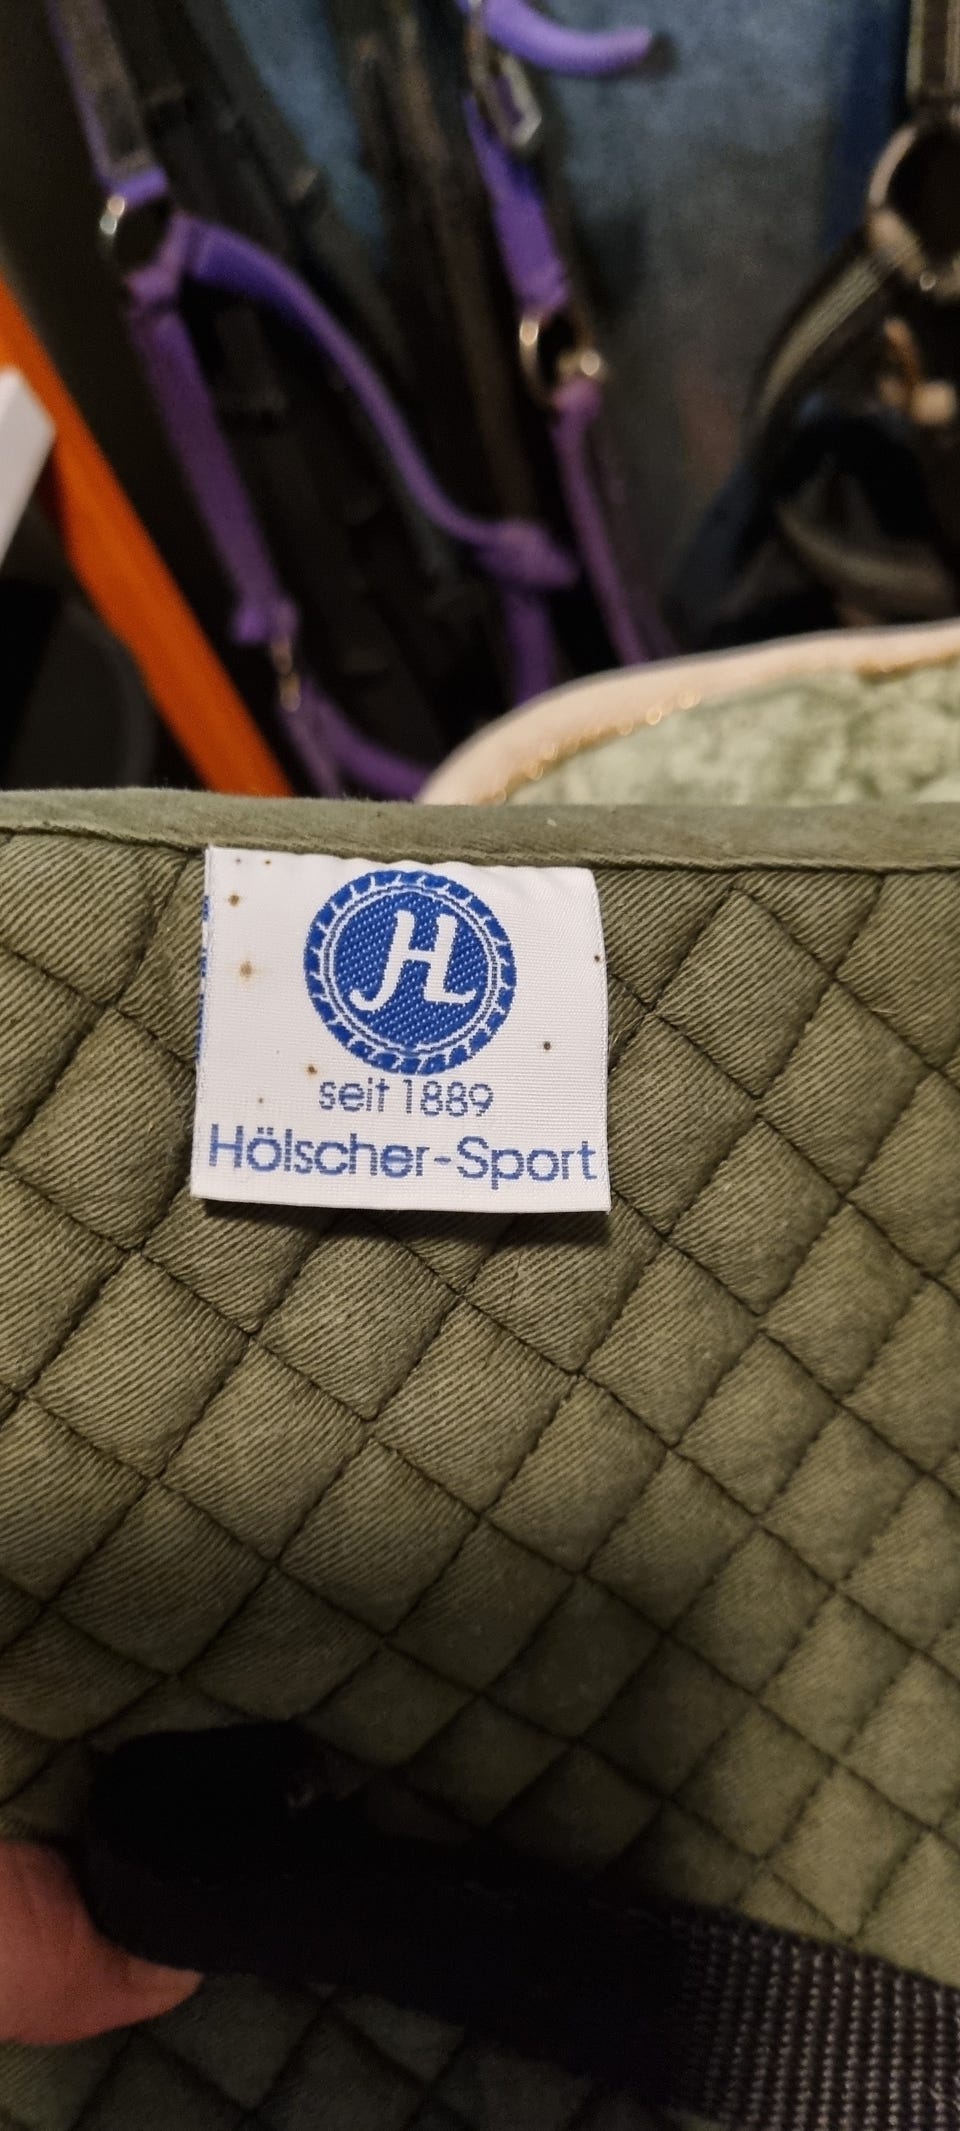 H
seit 1889
Hölscher-Sport